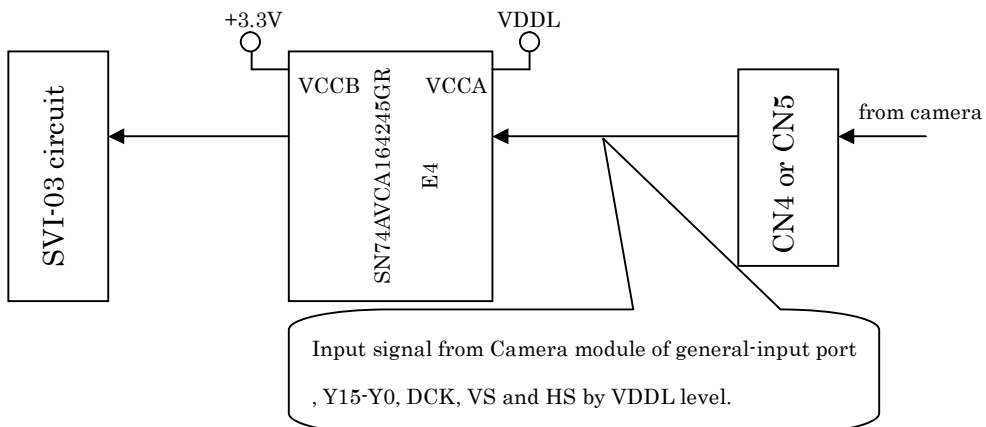 +3.3V
VDDL
VCCB
VCCA
SVI-03 circuit
SN74AVCA164245GR
E4
CN4 or CN5
from camera
Input signal from Camera module of general-input port
, Y15-Y0, DCK, VS and HS by VDDL level.